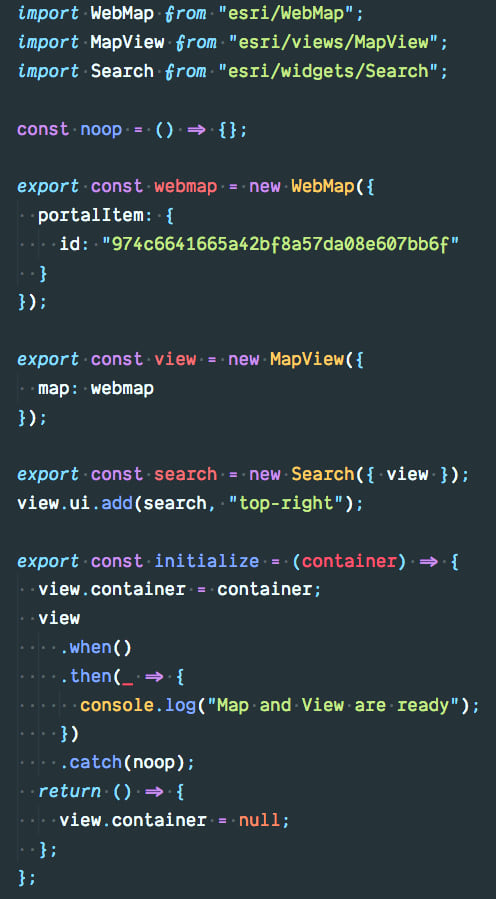 import WebMap from "esri/WebMap";
import MapView from "esri/views/MapView";
import Search from "esri/widgets/Search";

const noop = () => {};

export const webmap = new WebMap({
  portalItem: {
    id: "974c6641665a42bf8a57da08e607bb6f"
  }
});

export const view = new MapView({
  map: webmap
});

export const search = new Search({ view });
view.ui.add(search, "top-right");

export const initialize = (container) => {
  view.container = container;
  view
    .when()
    .then(_ => {
      console.log("Map and View are ready");
    })
    .catch(noop);
  return () => {
    view.container = null;
  };
};